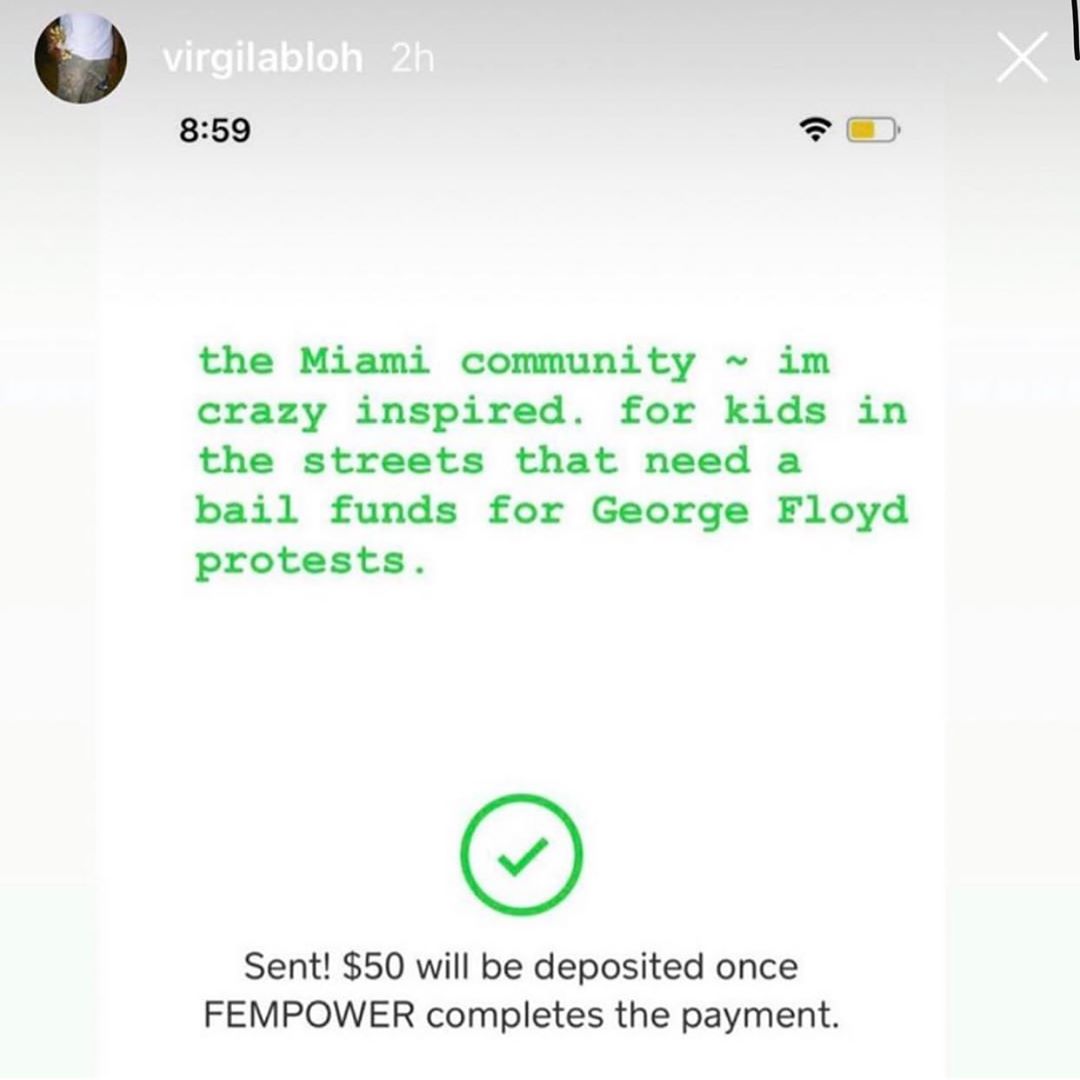 virgilabloh 2h
8:59
the Miami community ~ im
crazy inspired. for kids in
the streets that need a
bail funds for George Floyd
protests.
Sent! $50 will be deposited once
FEMPOWER completes the payment.